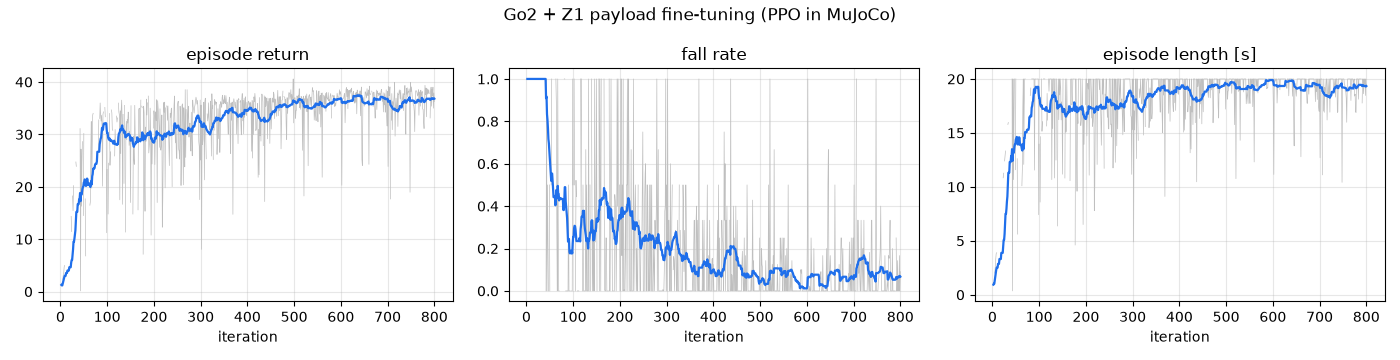 Go2 + Z1 payload fine-tuning (PPO in MuJoCo)
episode return
40
30
20
10
0
0 100 200 300 400 500 600 700 800
iteration
fall rate
1.0
0.8
0.6
0.4
0.2
0.0
0 100 200 300 400 500 600 700 800
iteration
episode length [s]
20
15
10
5
0
0 100 200 300 400 500 600 700 800
iteration